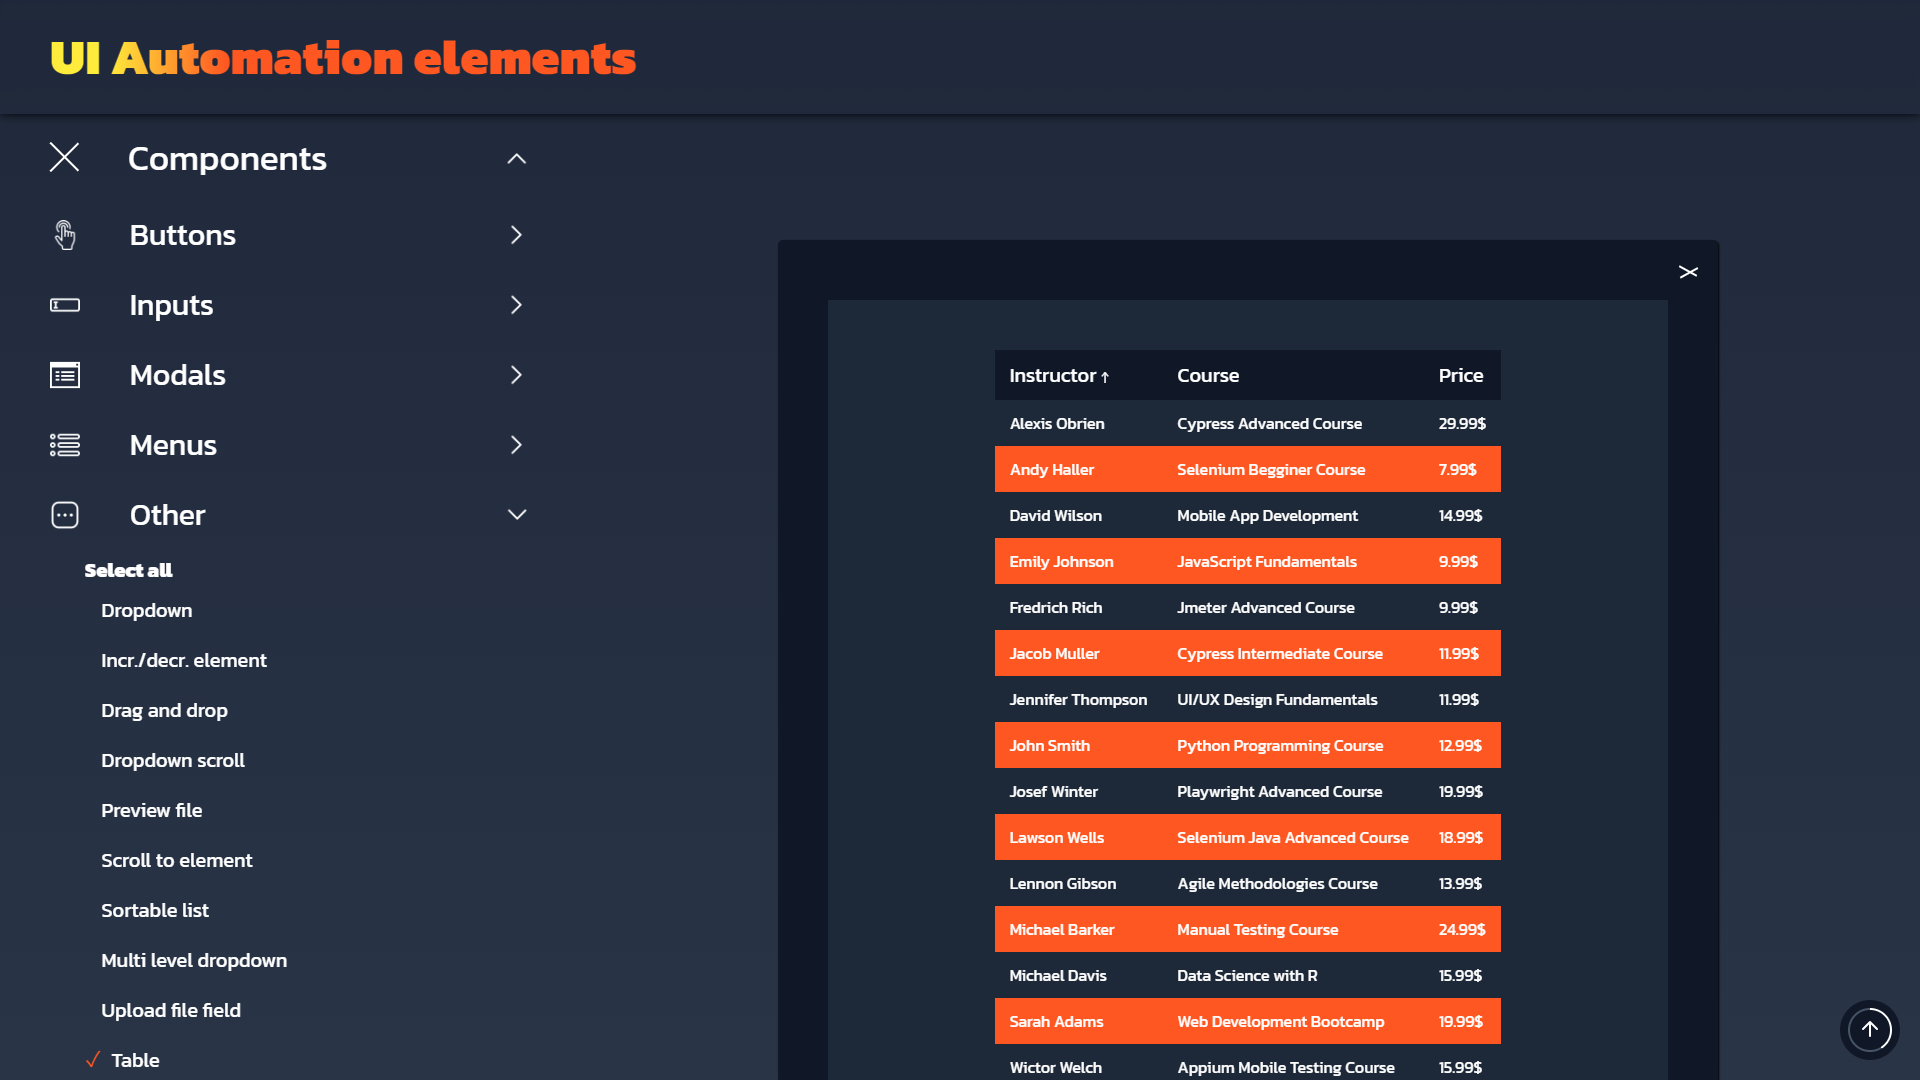 UI Automation elements
Components
Buttons
Inputs
Modals
Menus
Other
Select all
Dropdown
Incr./decr. element
Drag and drop
Dropdown scroll
Preview file
Scroll to element
Sortable list
Multi level dropdown
Upload file field
✓ Table
Instructor ↑ Course Price
Alexis Obrien Cypress Advanced Course 29.99$
Andy Haller Selenium Begginer Course 7.99$
David Wilson Mobile App Development 14.99$
Emily Johnson JavaScript Fundamentals 9.99$
Fredrich Rich Jmeter Advanced Course 9.99$
Jacob Muller Cypress Intermediate Course 11.99$
Jennifer Thompson UI/UX Design Fundamentals 11.99$
John Smith Python Programming Course 12.99$
Josef Winter Playwright Advanced Course 19.99$
Lawson Wells Selenium Java Advanced Course 18.99$
Lennon Gibson Agile Methodologies Course 13.99$
Michael Barker Manual Testing Course 24.99$
Michael Davis Data Science with R 15.99$
Sarah Adams Web Development Bootcamp 19.99$
Wictor Welch Appium Mobile Testing Course 15.99$